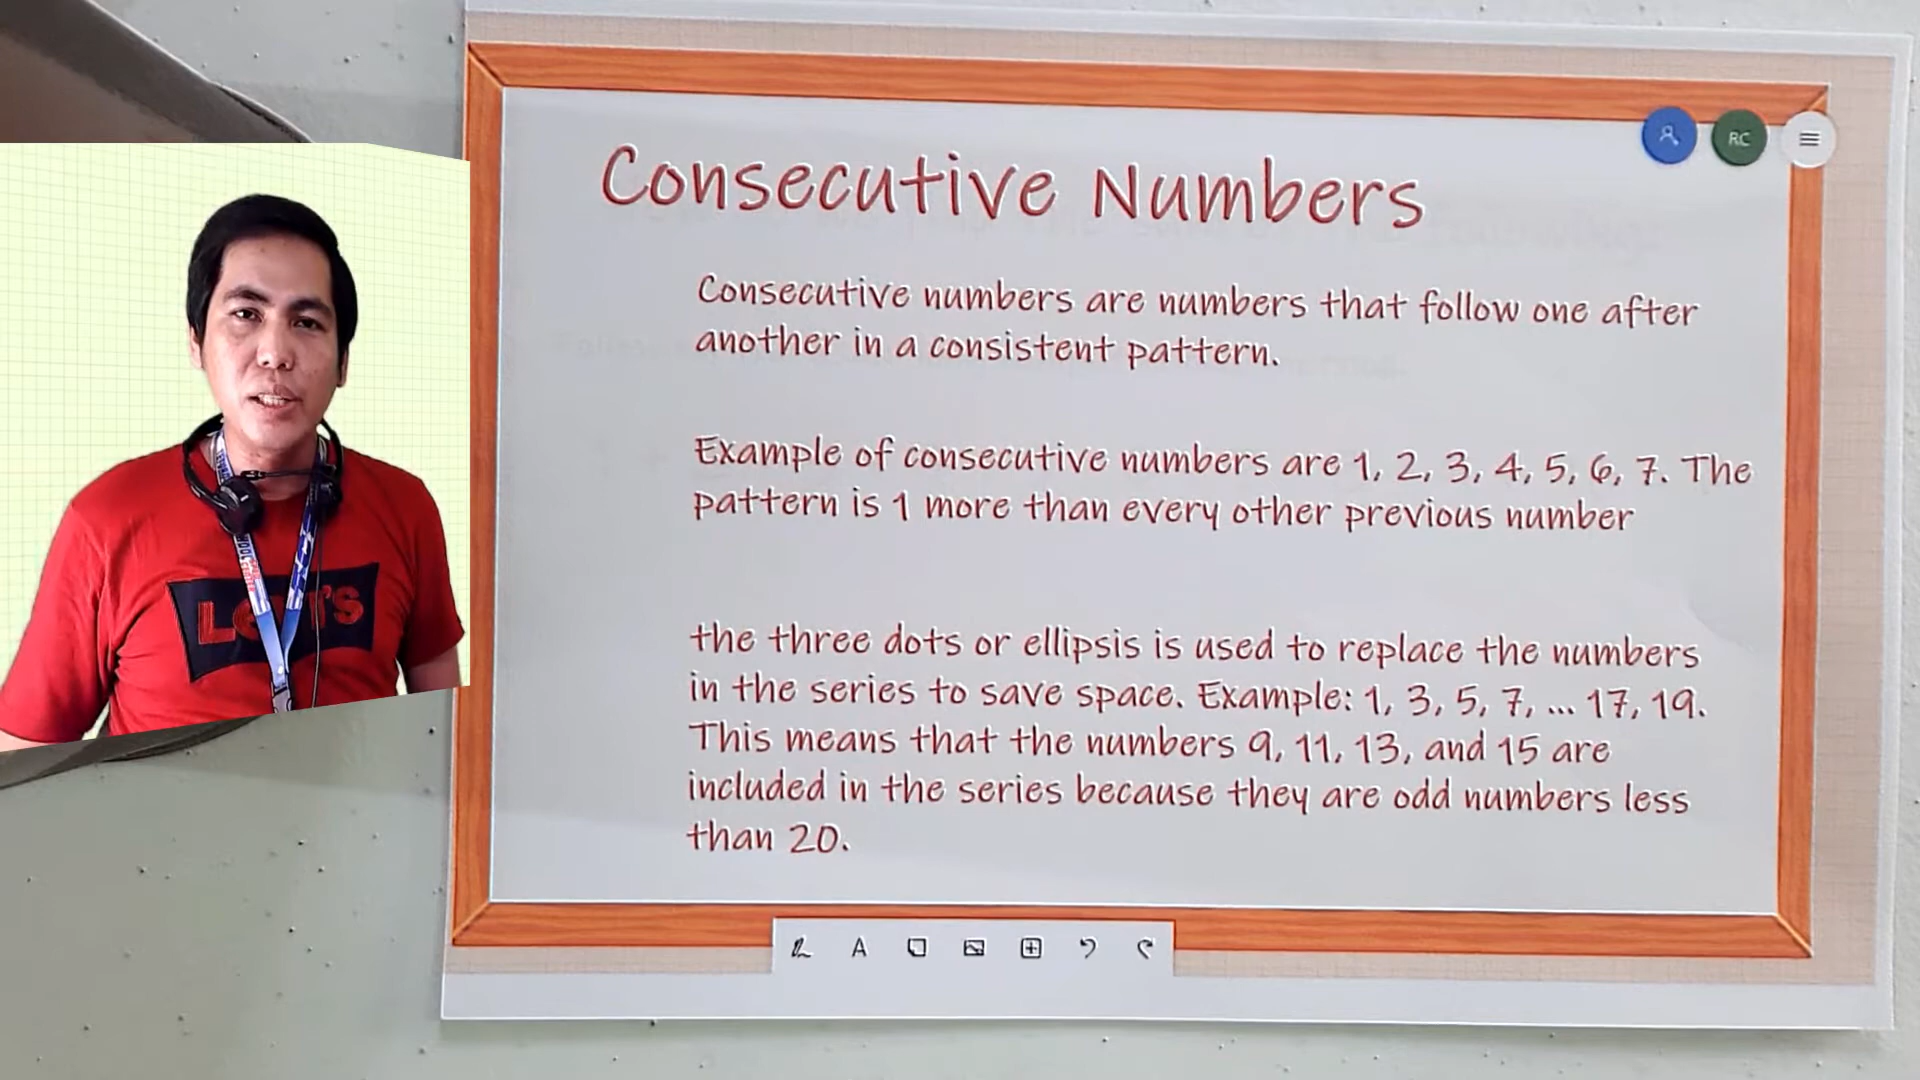 Consecutive Numbers
RC
Consecutive numbers are numbers that follow one after
another in a consistent pattern.
Example of consecutive numbers are 1, 2, 3, 4, 5, 6, 7. The
pattern is 1 more than every other previous number
the three dots or ellipsis is used to replace the numbers
in the series to save space. Example: 1, 3, 5, 7, ... 17, 19.
This means that the numbers 9, 11, 13, and 15 are
included in the series because they are odd numbers less
than 20.
A